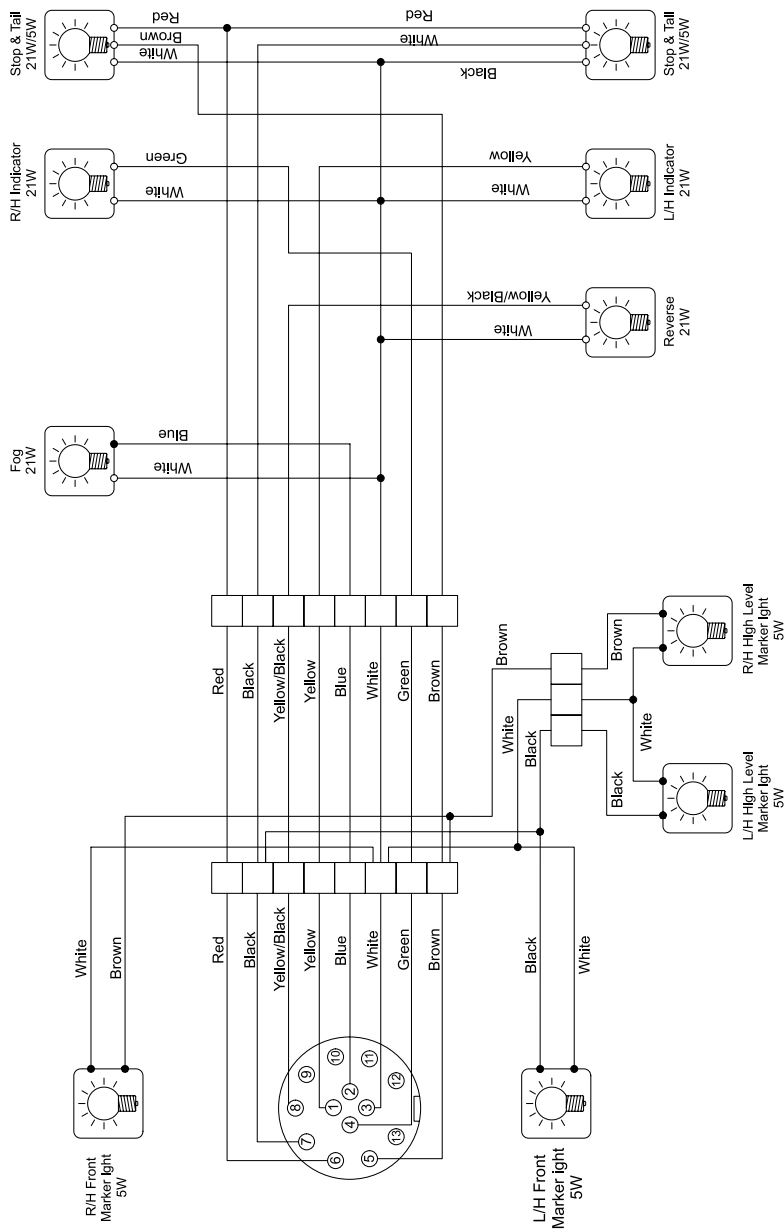 Stop & Tail
21W/5W
Red
Brown
White
Red
White
Black
Stop & Tail
21W/5W
R/H Indicator
21W
Green
White
Yellow
White
L/H Indicator
21W
Yellow/Black
White
Reverse
21W
Fog
21W
Blue
White
Red
Black
Yellow/Black
Yellow
Blue
White
Green
Brown
Brown
White
Black
Brown
White
Black
R/H HIgh Level
Marker lght
5W
L/H HIgh Level
Marker lght
5W
White
Brown
Red
Black
Yellow/Black
Yellow
Blue
White
Green
Brown
Black
White
R/H Front
Marker lght
5W
8
9
10
11
12
7
1
2
3
4
6
5
13
L/H Front
Marker ight
5W